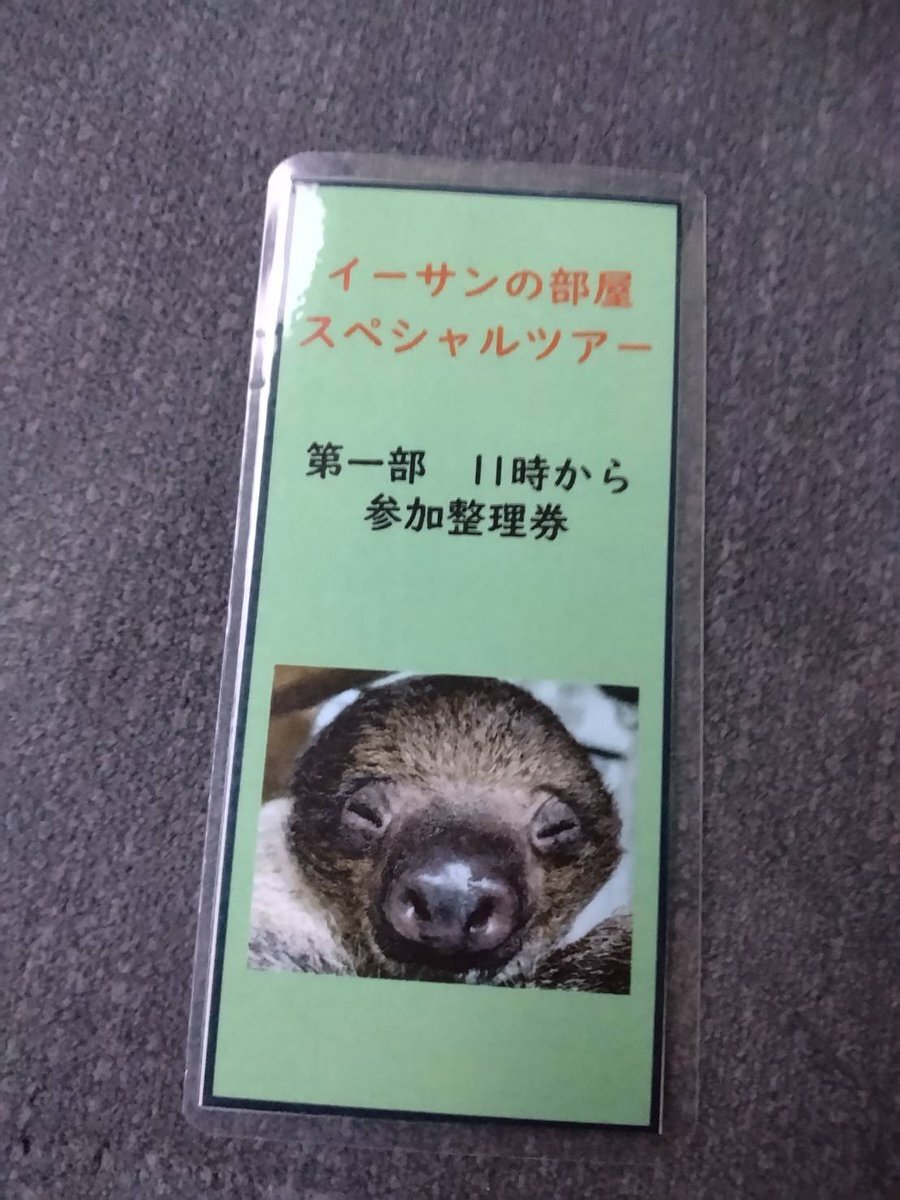 イーサンの部屋
スペシャルツアー
第一部　11時から
参加整理券